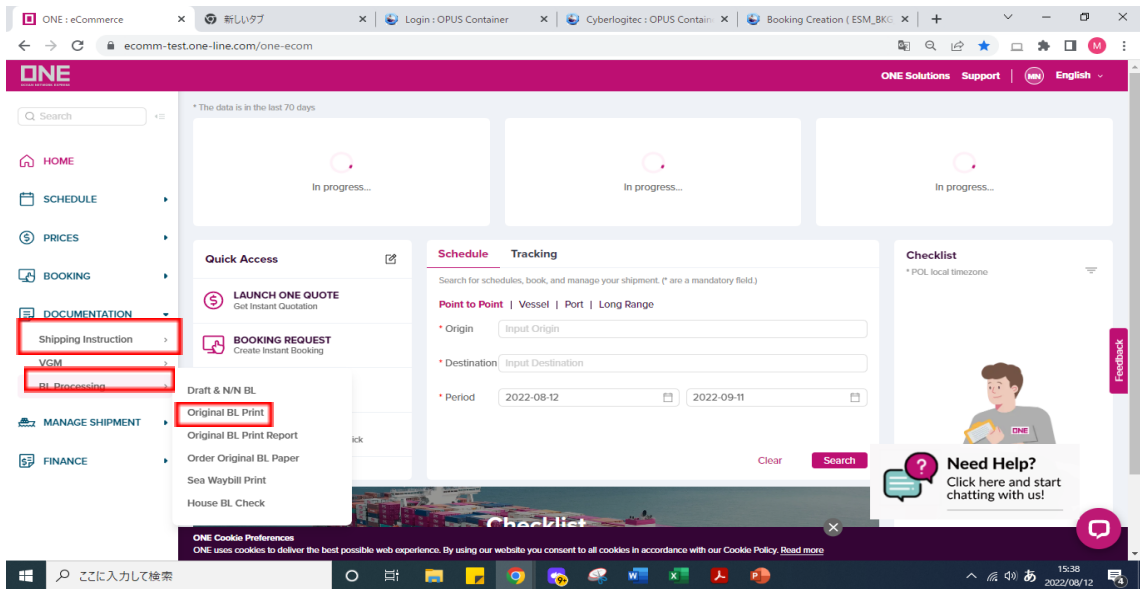 ONE : eCommerce
新しいタブ
Login : OPUS Container
Cyberlogitec : OPUS Contain
Booking Creation ( ESM_BKG
ecomm-test.one-line.com/one-ecom
M
ONE
OCEAN NETWORK EXPRESS
ONE Solutions Support MN English
Search
* The data is in the last 70 days
HOME
SCHEDULE
PRICES
BOOKING
DOCUMENTATION
Shipping Instruction
VGM
BL Processing
MANAGE SHIPMENT
FINANCE
In progress...
In progress...
In progress...
Quick Access
LAUNCH ONE QUOTE
Get Instant Quotation
BOOKING REQUEST
Create Instant Booking
ick
Draft & N/N BL
Original BL Print
Original BL Print Report
Order Original BL Paper
Sea Waybill Print
House BL Check
Schedule Tracking
Search for schedules, book, and manage your shipment. (* are a mandatory field.)
Point to Point | Vessel | Port | Long Range
* Origin Input Origin
* Destination Input Destination
* Period 2022-08-12 2022-09-11
Clear Search
Checklist
* POL local timezone
ONE
Feedback
Need Help?
Click here and start
chatting with us!
Checklist
ONE Cookie Preferences
ONE uses cookies to deliver the best possible web experience. By using our website you consent to all cookies in accordance with our Cookie Policy. Read more
ここに入力して検索
99+
あ
15:38
2022/08/12
4